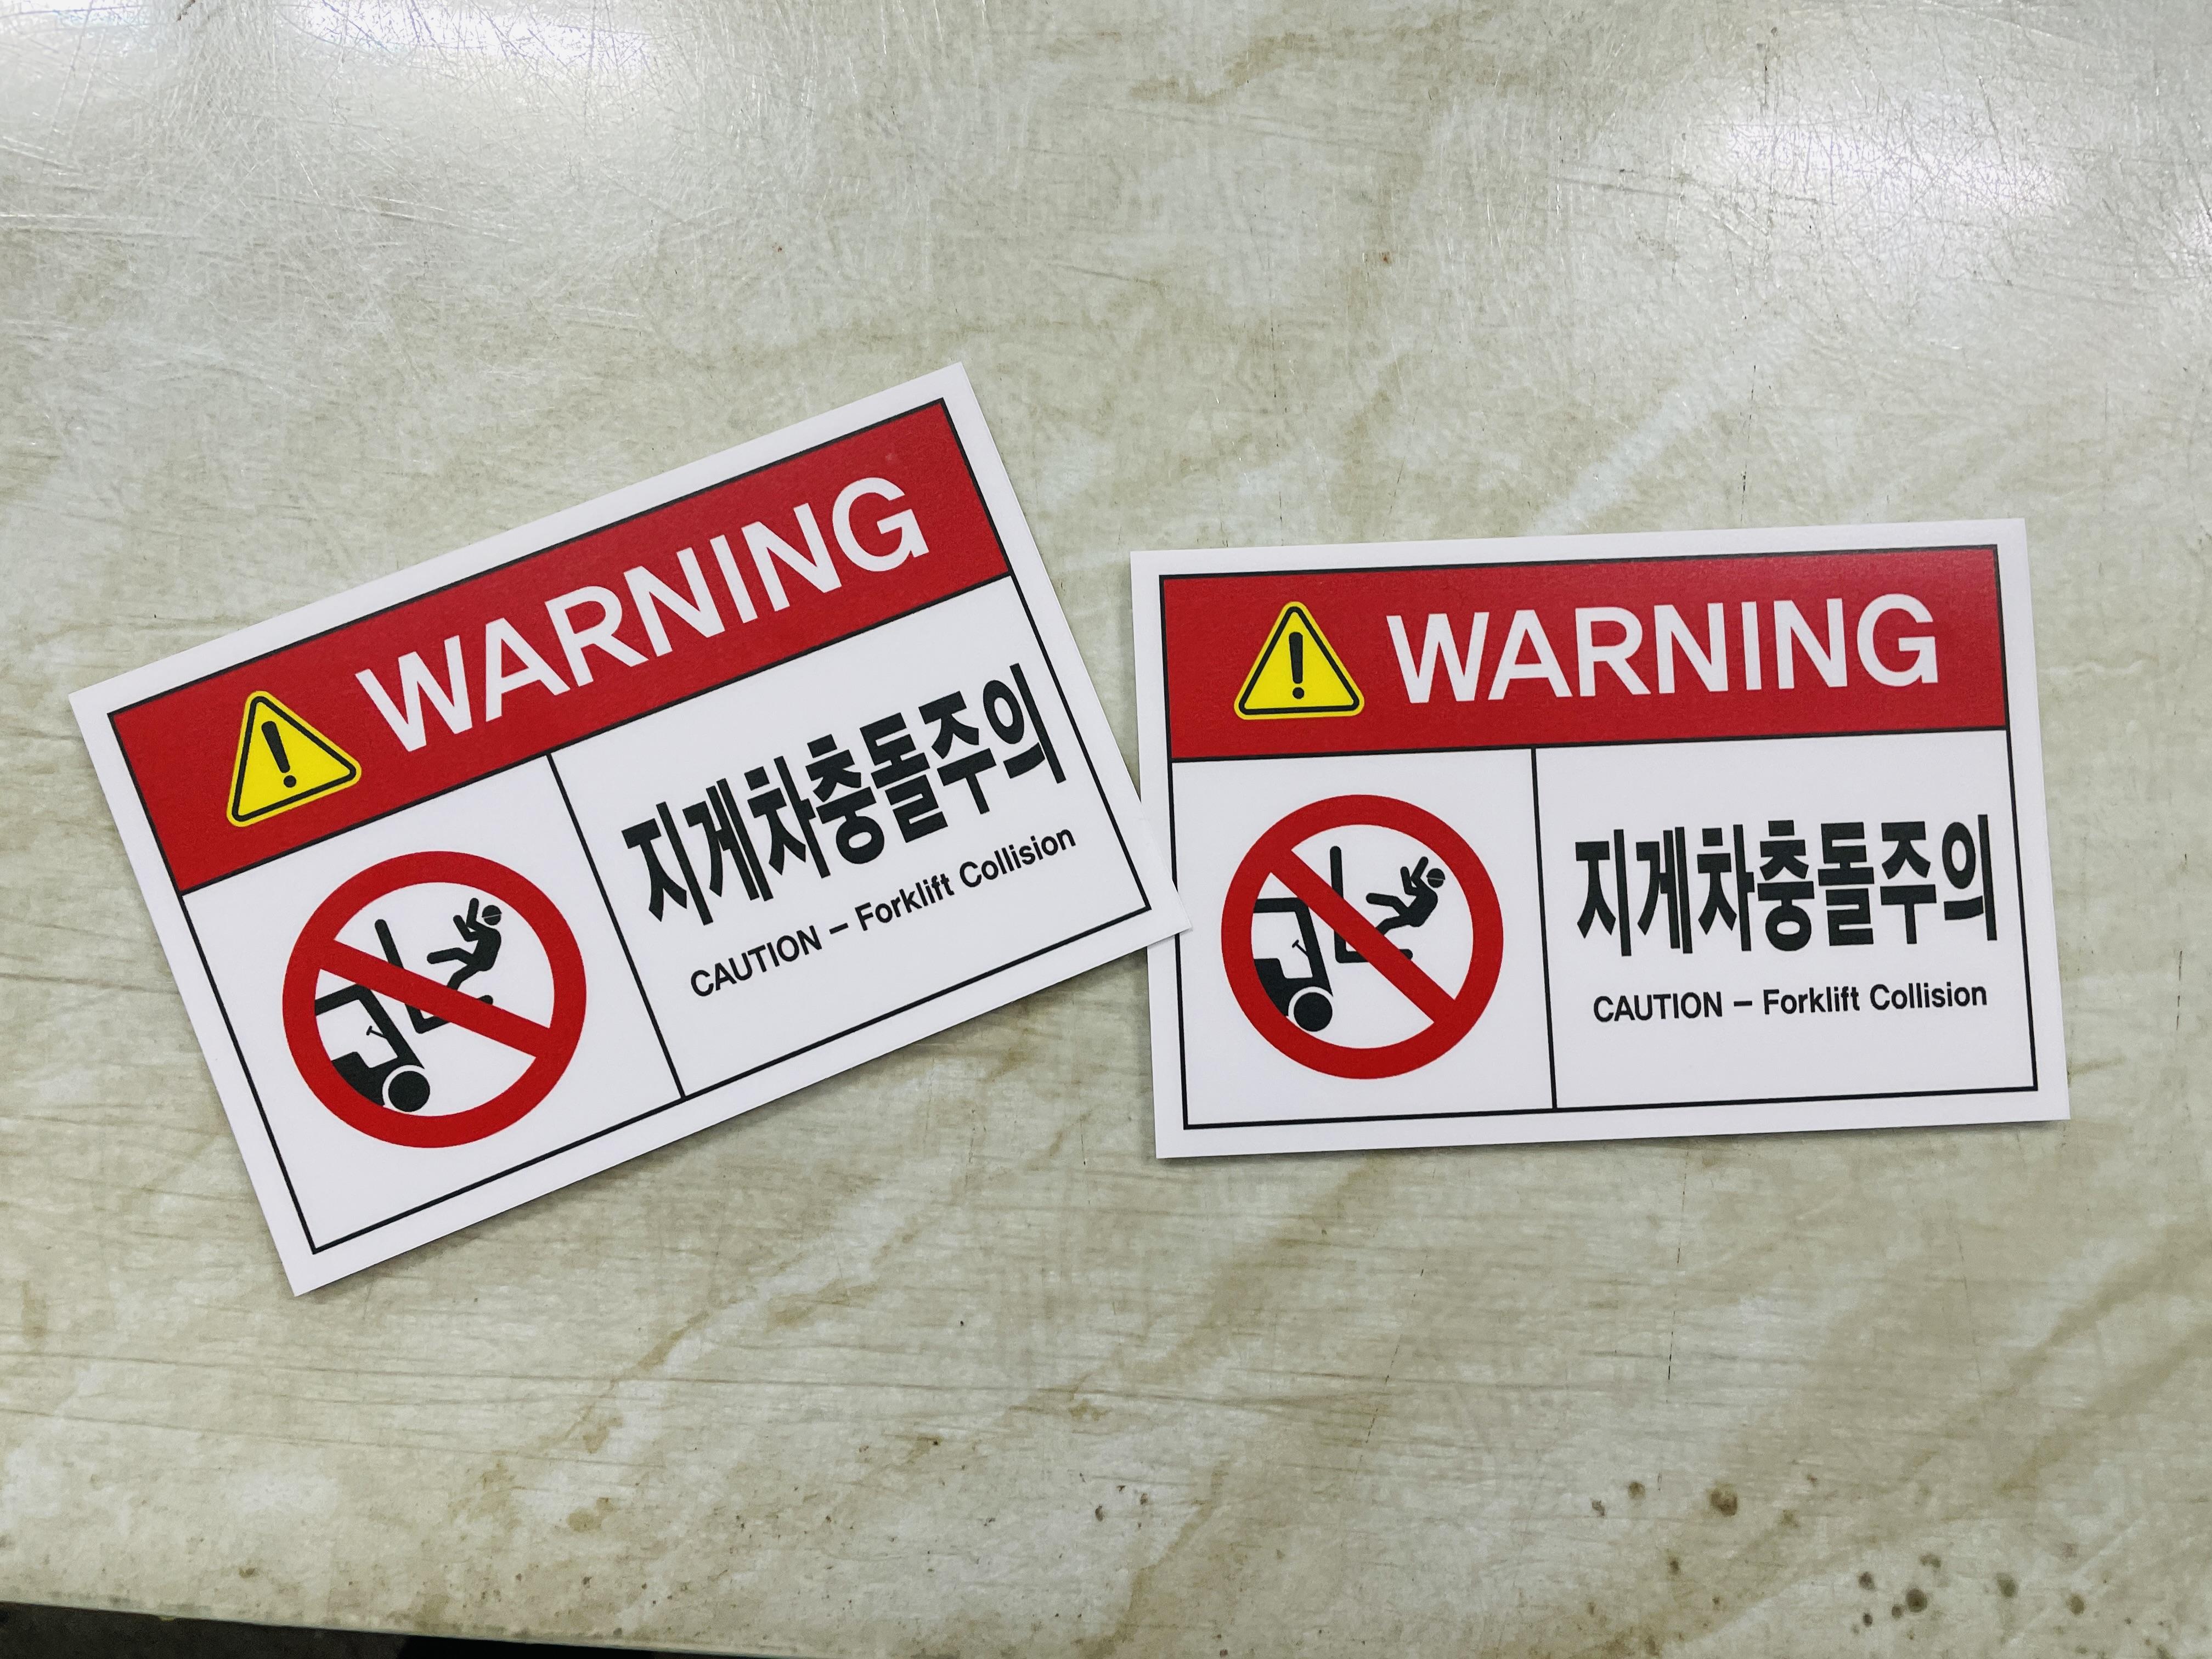 WARNING
지게차충돌주의
CAUTION – Forklift Collision
WARNING
지게차충돌주의
CAUTION – Forklift Collision